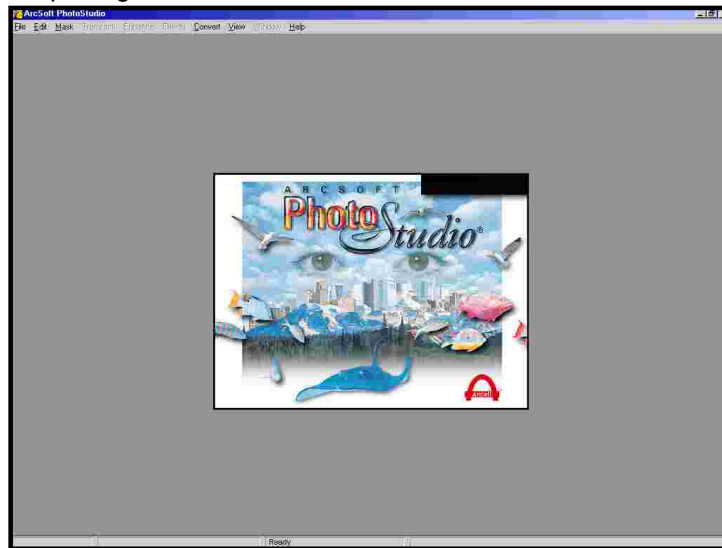 ArcSoft PhotoStudio
File Edit Mask Transform Enhance Effects Convert View Window Help
ARCSOFT
PhotoStudio®
ArcSoft
Ready